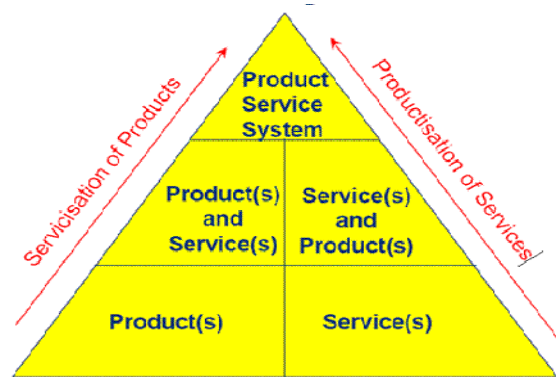 Product
Service
System
Servicisation of Products
Productisation of Services
Product(s)
and
Service(s)
Service(s)
and
Product(s)
Product(s)
Service(s)